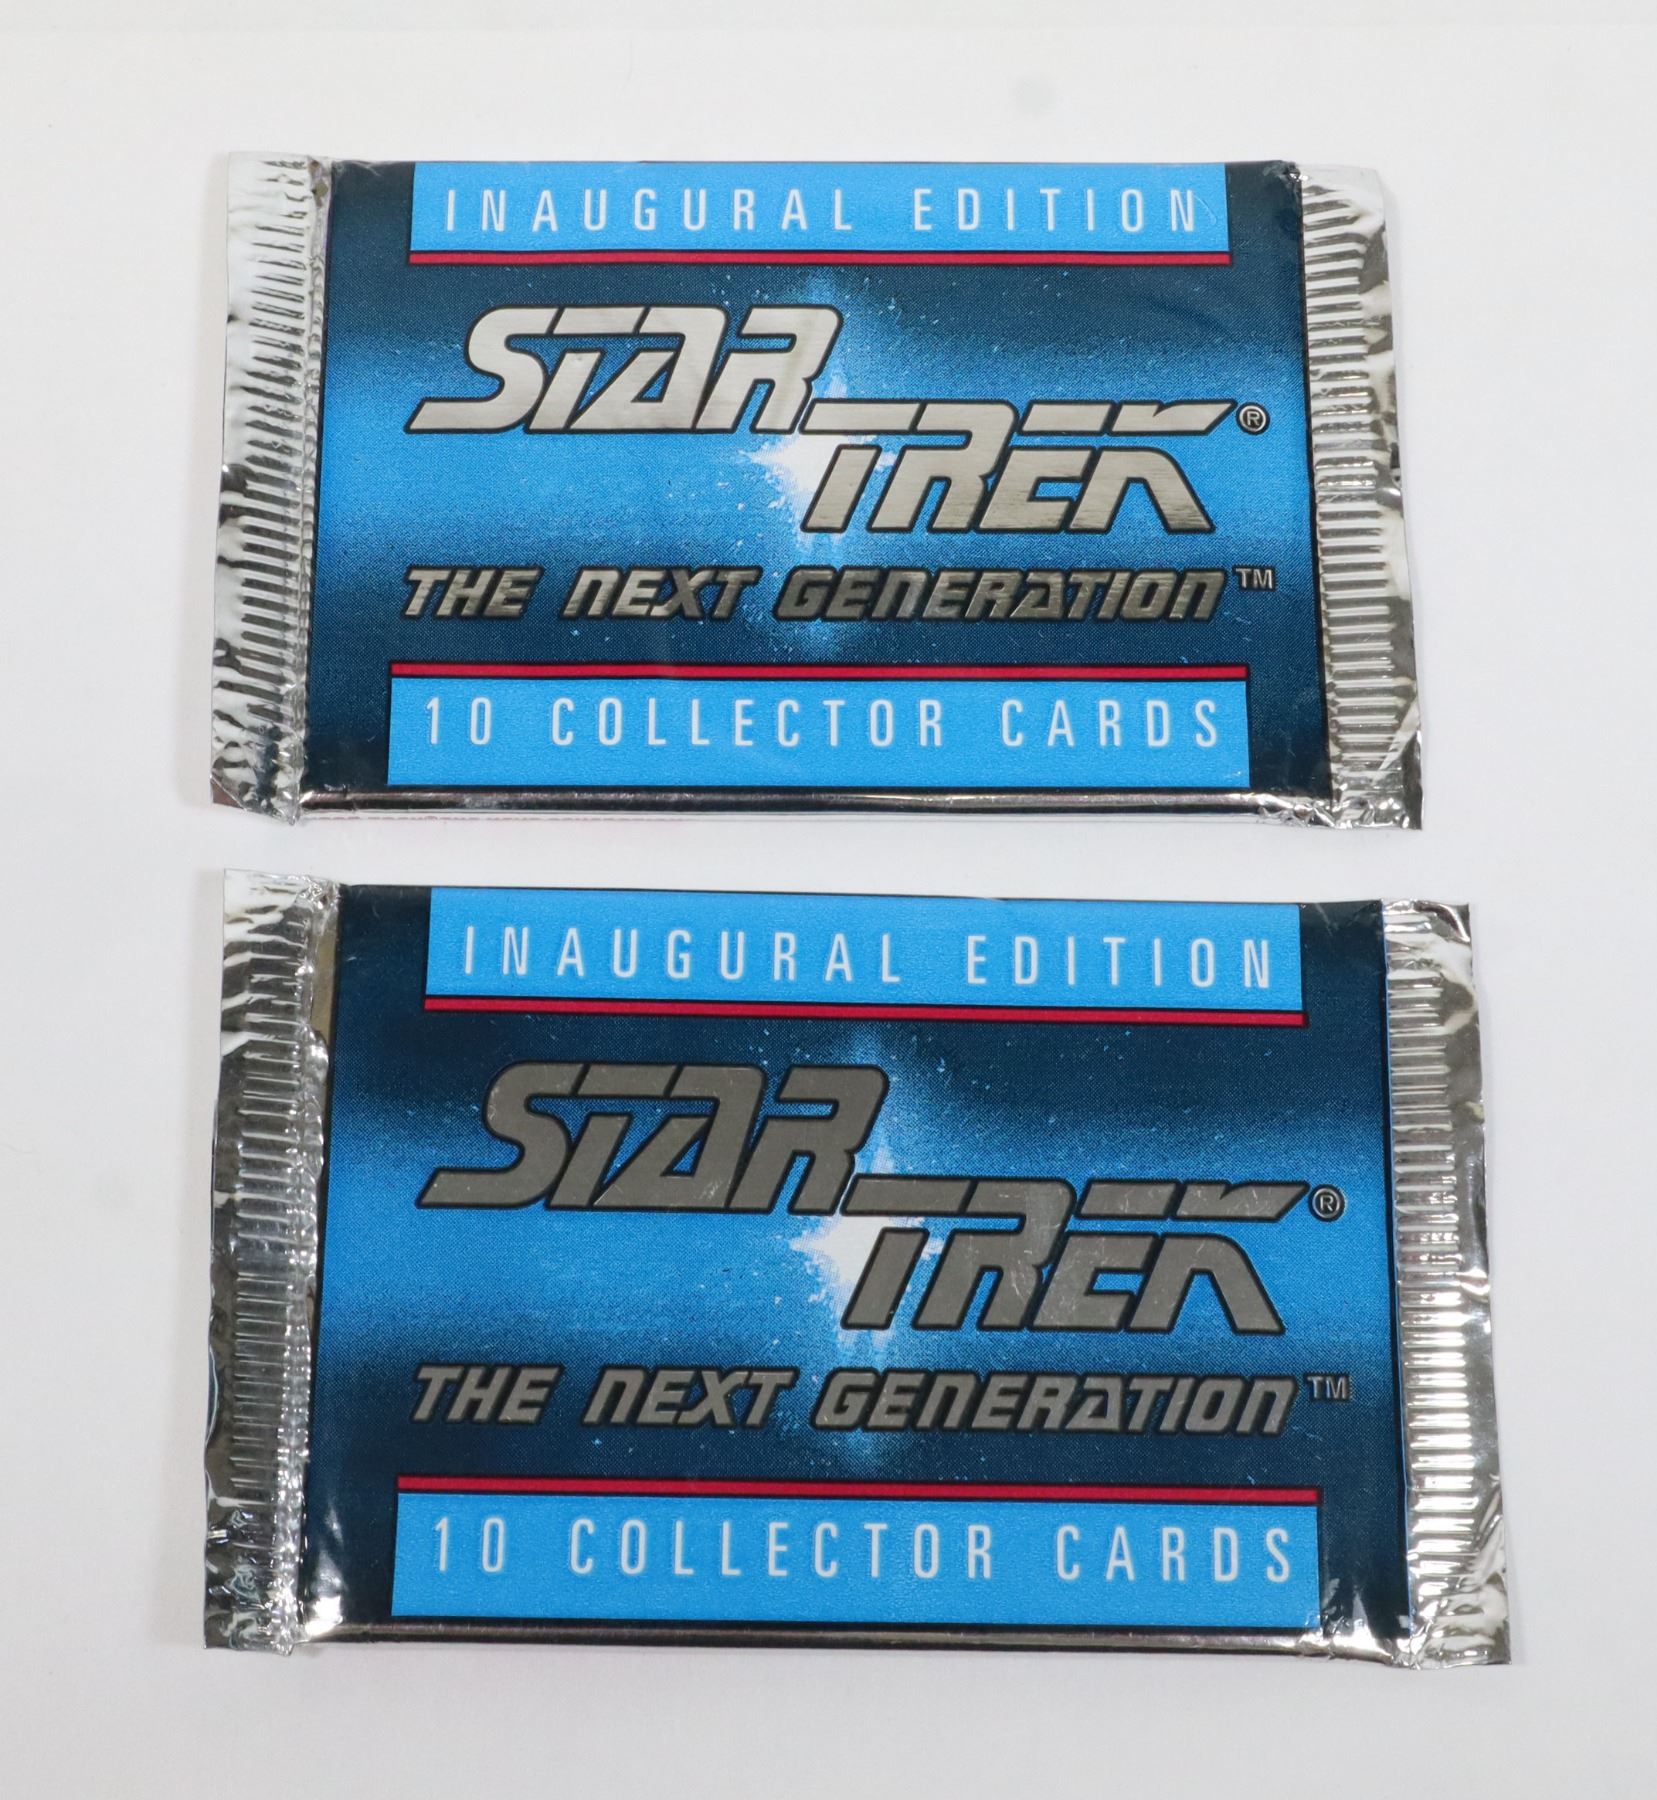 INAUGURAL EDITION
STAR
TREK®
THE NEXT GENERATION™
10 COLLECTOR CARDS
INAUGURAL EDITION
STAR
TREK®
THE NEXT GENERATION™
10 COLLECTOR CARDS